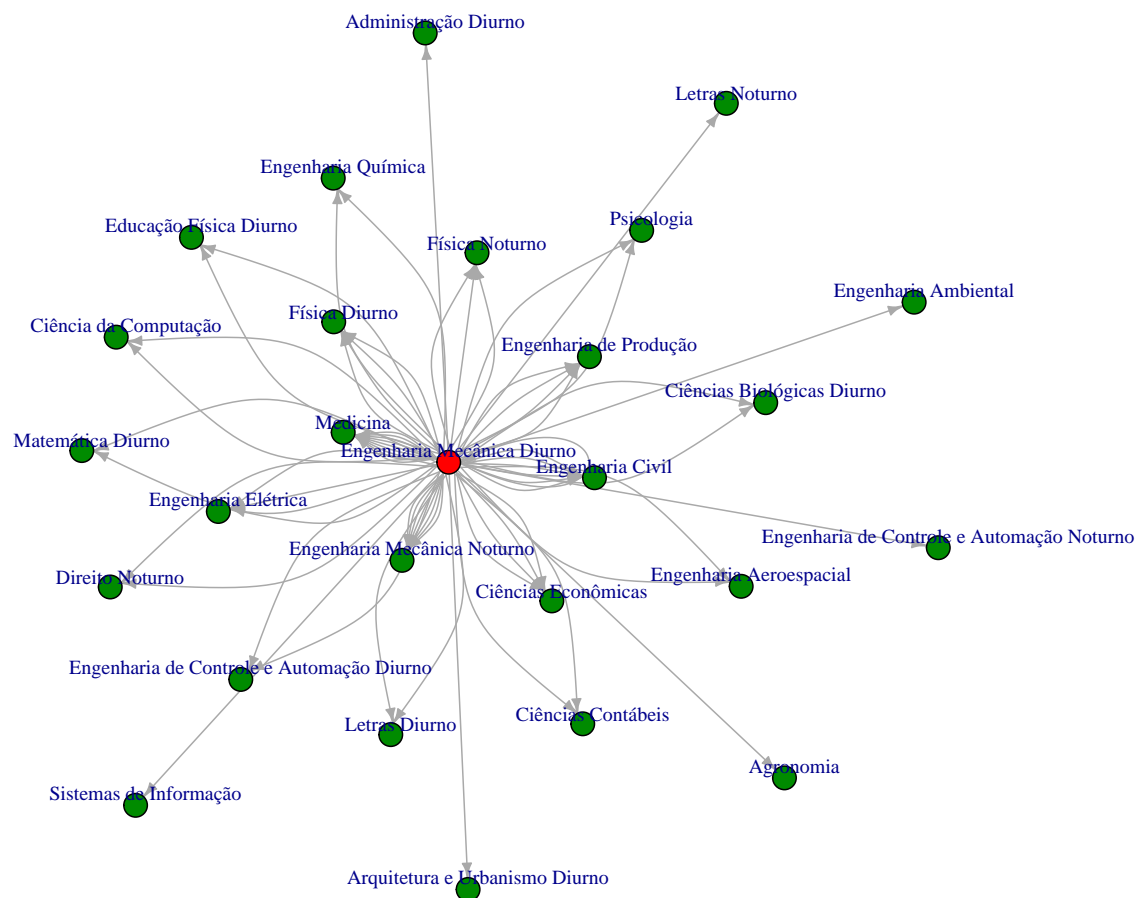 Administração Diurno
Letras Noturno
Engenharia Química
Educação Física Diurno
Psicologia
Física Noturno
Engenharia Ambiental
Física Diurno
Ciência da Computação
Engenharia de Produção
Ciências Biológicas Diurno
Medicina
Matemática Diurno
Engenharia Mecânica Diurno
Engenharia Civil
Engenharia Elétrica
Engenharia de Controle e Automação Noturno
Engenharia Mecânica Noturno
Direito Noturno
Engenharia Aeroespacial
Ciências Econômicas
Engenharia de Controle e Automação Diurno
Ciências Contábeis
Letras Diurno
Agronomia
Sistemas de Informação
Arquitetura e Urbanismo Diurno